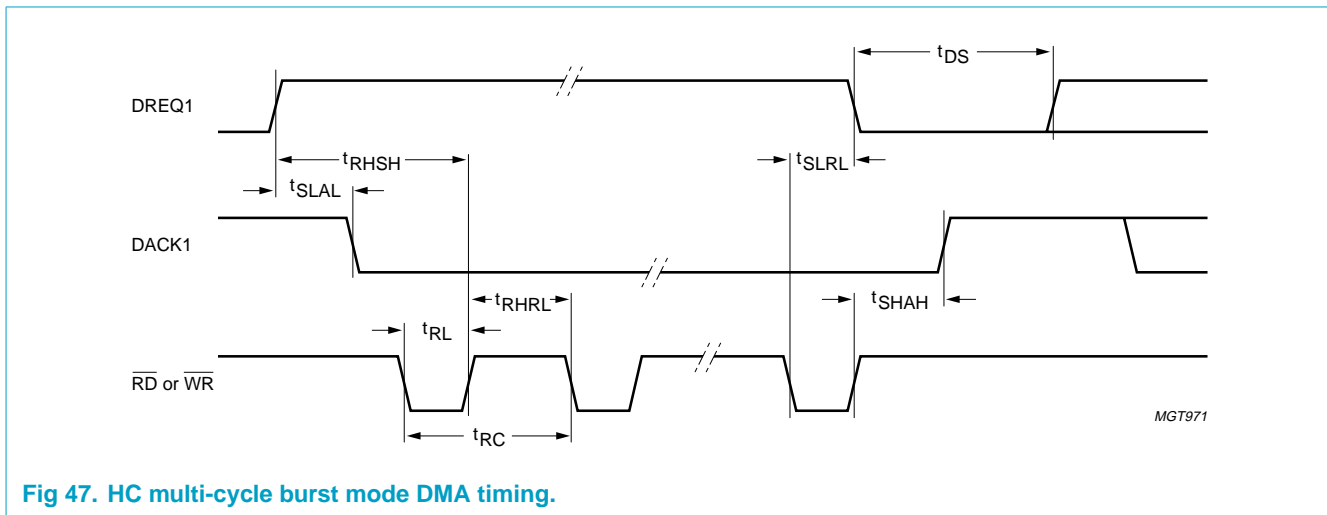 tDS
DREQ1
tRHSH
tSLRL
tSLAL
DACK1
tRHRL
tSHAH
tRL
RD or WR
MGT971
tRC
Fig 47. HC multi-cycle burst mode DMA timing.